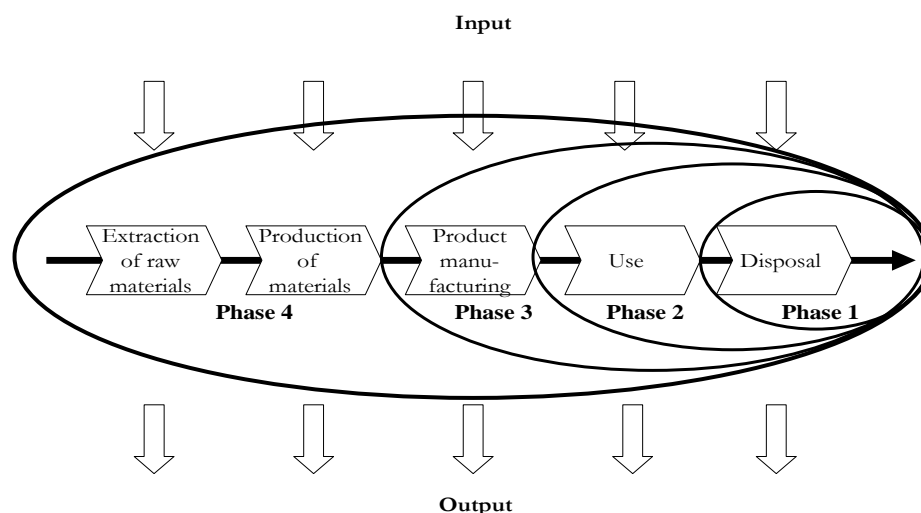 Input
Extraction
of raw
materials
Production
of
materials
Product
manu-
facturing
Use
Disposal
Phase 4
Phase 3
Phase 2
Phase 1
Output